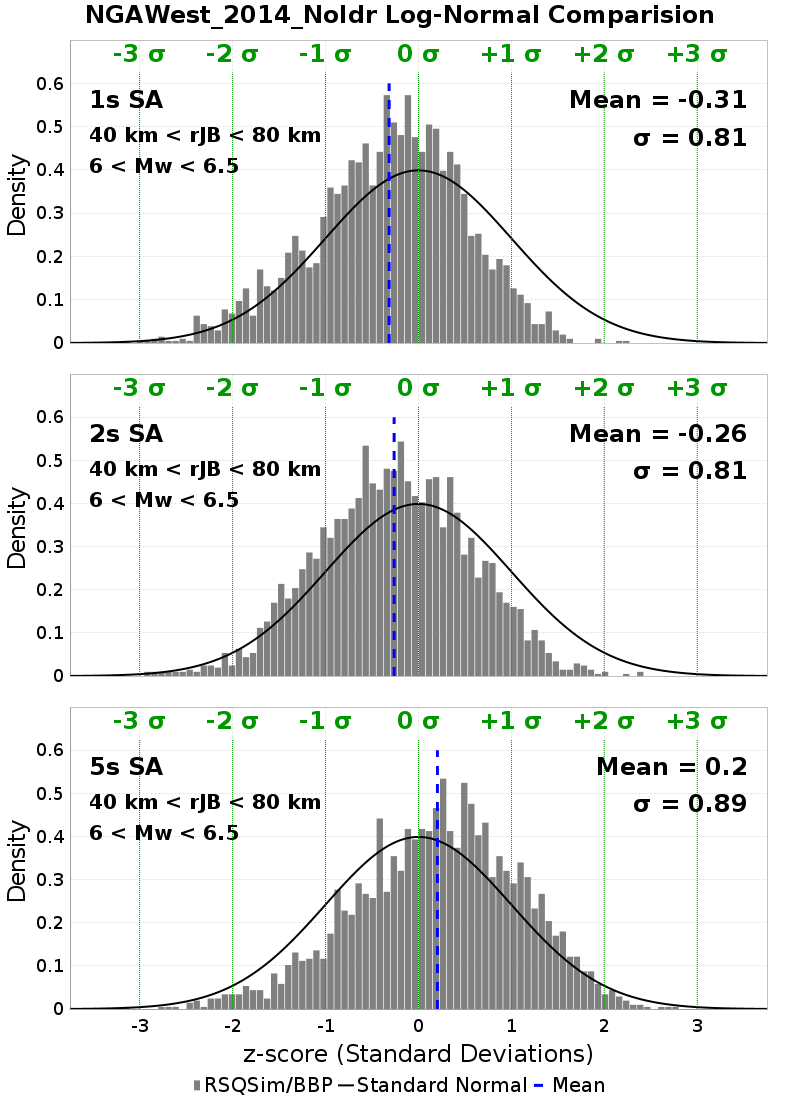 NGAWest_2014_NoIdr Log-Normal Comparision
-3 σ -2 σ -1 σ 0 σ +1 σ +2 σ +3 σ
1s SA Mean = -0.31
40 km < rJB < 80 km σ = 0.81
6 < Mw < 6.5
Density
0.6
0.5
0.4
0.3
0.2
0.1
0
-3 σ -2 σ -1 σ 0 σ +1 σ +2 σ +3 σ
2s SA Mean = -0.26
40 km < rJB < 80 km σ = 0.81
6 < Mw < 6.5
Density
0.6
0.5
0.4
0.3
0.2
0.1
0
-3 σ -2 σ -1 σ 0 σ +1 σ +2 σ +3 σ
5s SA Mean = 0.2
40 km < rJB < 80 km σ = 0.89
6 < Mw < 6.5
Density
0.6
0.5
0.4
0.3
0.2
0.1
0
-3 -2 -1 0 1 2 3
z-score (Standard Deviations)
RSQSim/BBP Standard Normal Mean